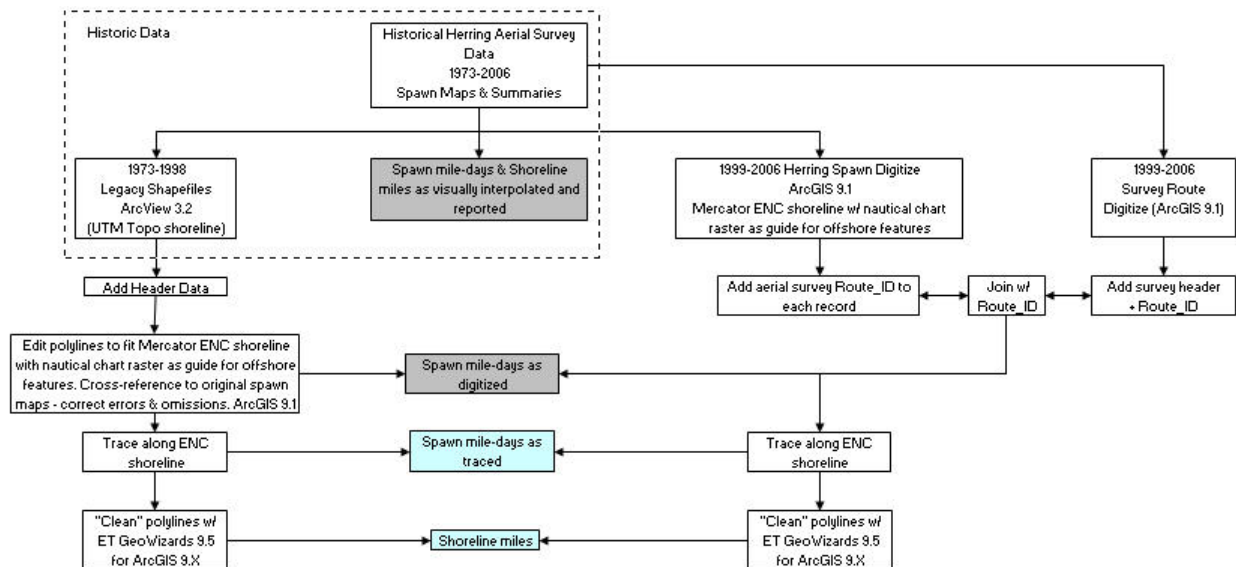 Historic Data
Historical Herring Aerial Survey
Data
1973-2006
Spawn Maps & Summaries
1973-1998
Legacy Shapefiles
ArcView 3.2
(UTM Topo shoreline)
Spawn mile-days & Shoreline
miles as visually interpolated and
reported
1999-2006 Herring Spawn Digitize
ArcGIS 9.1
Mercator ENC shoreline w/ nautical chart
raster as guide for offshore features
1999-2006
Survey Route
Digitize (ArcGIS 9.1)
Add Header Data
Add aerial survey Route_ID to
each record
Join w/
Route_ID
Add survey header
+ Route_ID
Edit polylines to fit Mercator ENC shoreline
with nautical chart raster as guide for offshore
features. Cross-reference to original spawn
maps - correct errors & omissions. ArcGIS 9.1
Spawn mile-days as
digitized
Trace along ENC
shoreline
Spawn mile-days as
traced
Trace along ENC
shoreline
"Clean" polylines w/
ET GeoWizards 9.5
for ArcGIS 9.X
Shoreline miles
"Clean" polylines w/
ET GeoWizards 9.5
for ArcGIS 9.X